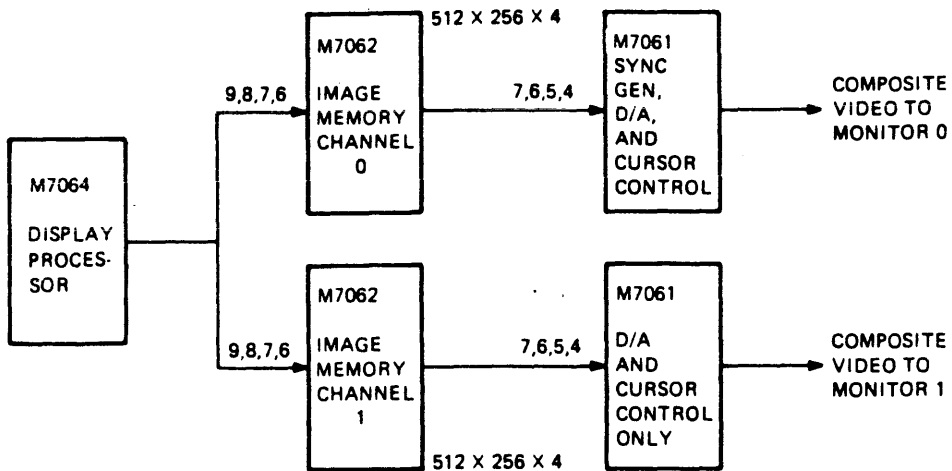 512 X 256 X 4
M7062
IMAGE
MEMORY
CHANNEL
0
9,8,7,6
7,6,5,4
M7061
SYNC
GEN,
D/A,
AND
CURSOR
CONTROL
COMPOSITE
VIDEO TO
MONITOR 0
M7064
DISPLAY
PROCES-
SOR
M7062
IMAGE
MEMORY
CHANNEL
1
9,8,7,6
7,6,5,4
M7061
D/A
AND
CURSOR
CONTROL
ONLY
COMPOSITE
VIDEO TO
MONITOR 1
512 X 256 X 4